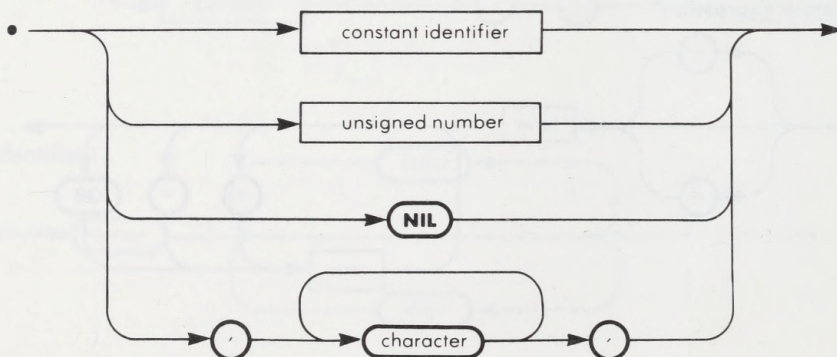 constant identifier
unsigned number
NIL
' character '